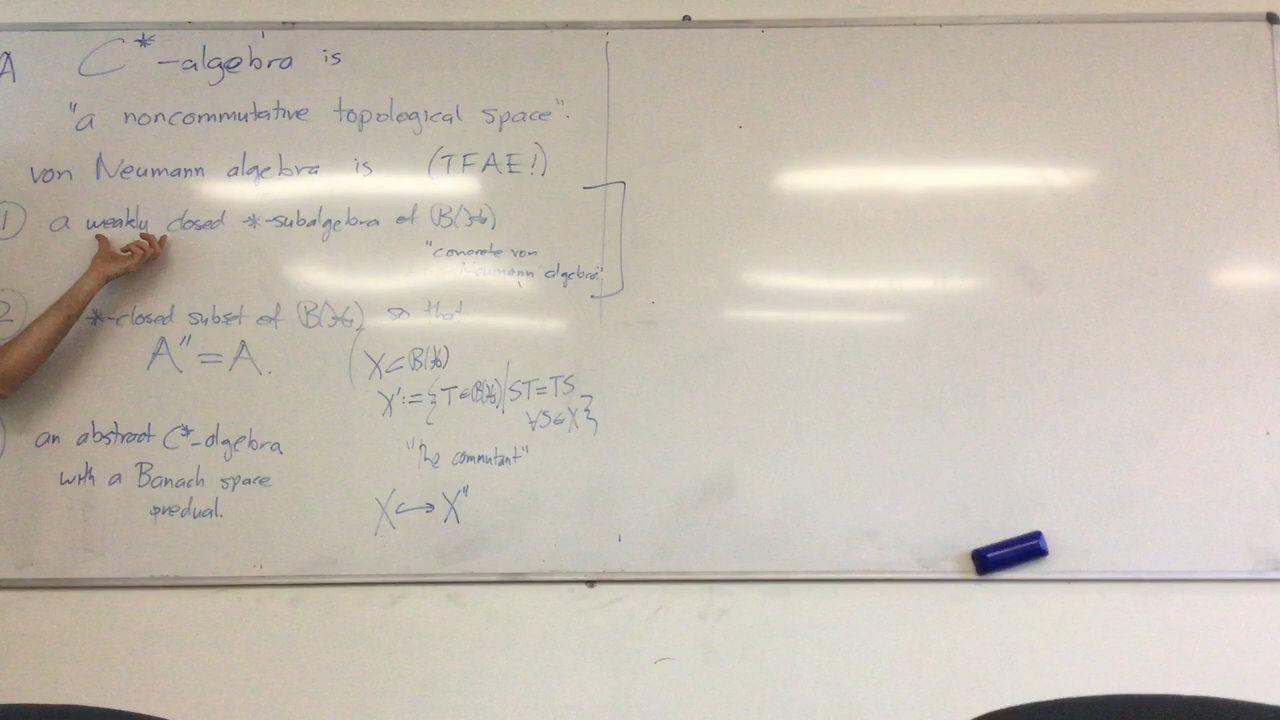 A C*-algebra is
"a noncommutative topological space".
von Neumann algebra is (TFAE!)
1 a weakly closed *-subalgebra of B(H)
"concrete von
Neumann algebra"
2 *-closed subset of B(H) so that
A" = A.
X ⊂ B(H)
X' := {T ∈ B(H) | ST = TS
∀S ∈ X}
"the commutant"
an abstract C*-algebra
with a Banach space
predual.
X ↪ X"